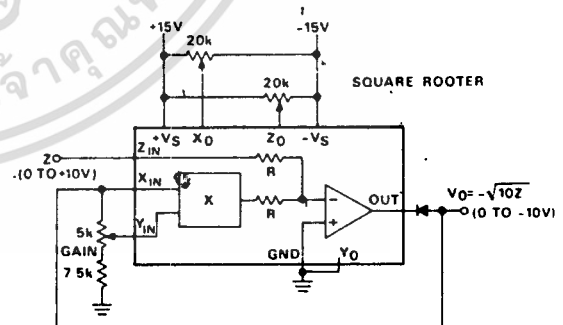 +15V
-15V
20k
20k
SQUARE ROOTER
+VS X0 Z0 -VS
Z
-(0 TO +10V)
ZIN
XIN
YIN
X
R
R
-
+
OUT
V0 = -√10Z
(0 TO -10V)
5k
GAIN
7 5k
GND
Y0